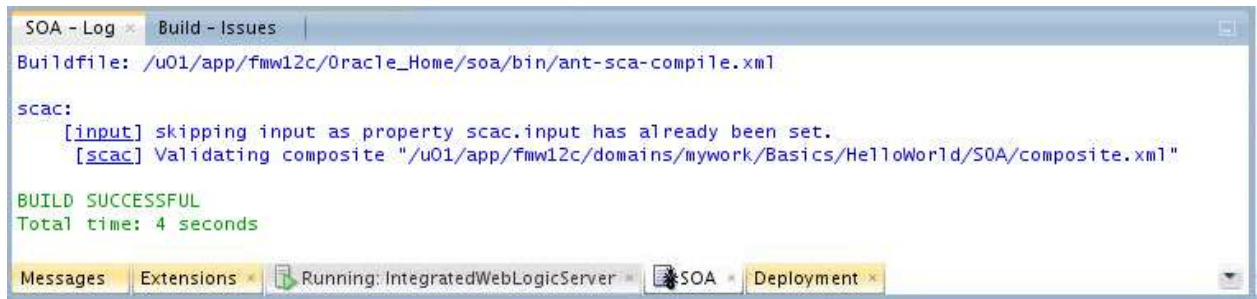 SOA - Log Build - Issues
Buildfile: /u01/app/fmw12c/Oracle_Home/soa/bin/ant-sca-compile.xml
scac:
[input] skipping input as property scac.input has already been set.
[scac] Validating composite "/u01/app/fmw12c/domains/mywork/Basics/HelloWorld/SOA/composite.xml"
BUILD SUCCESSFUL
Total time: 4 seconds
Messages Extensions Running: IntegratedWebLogicServer SOA Deployment